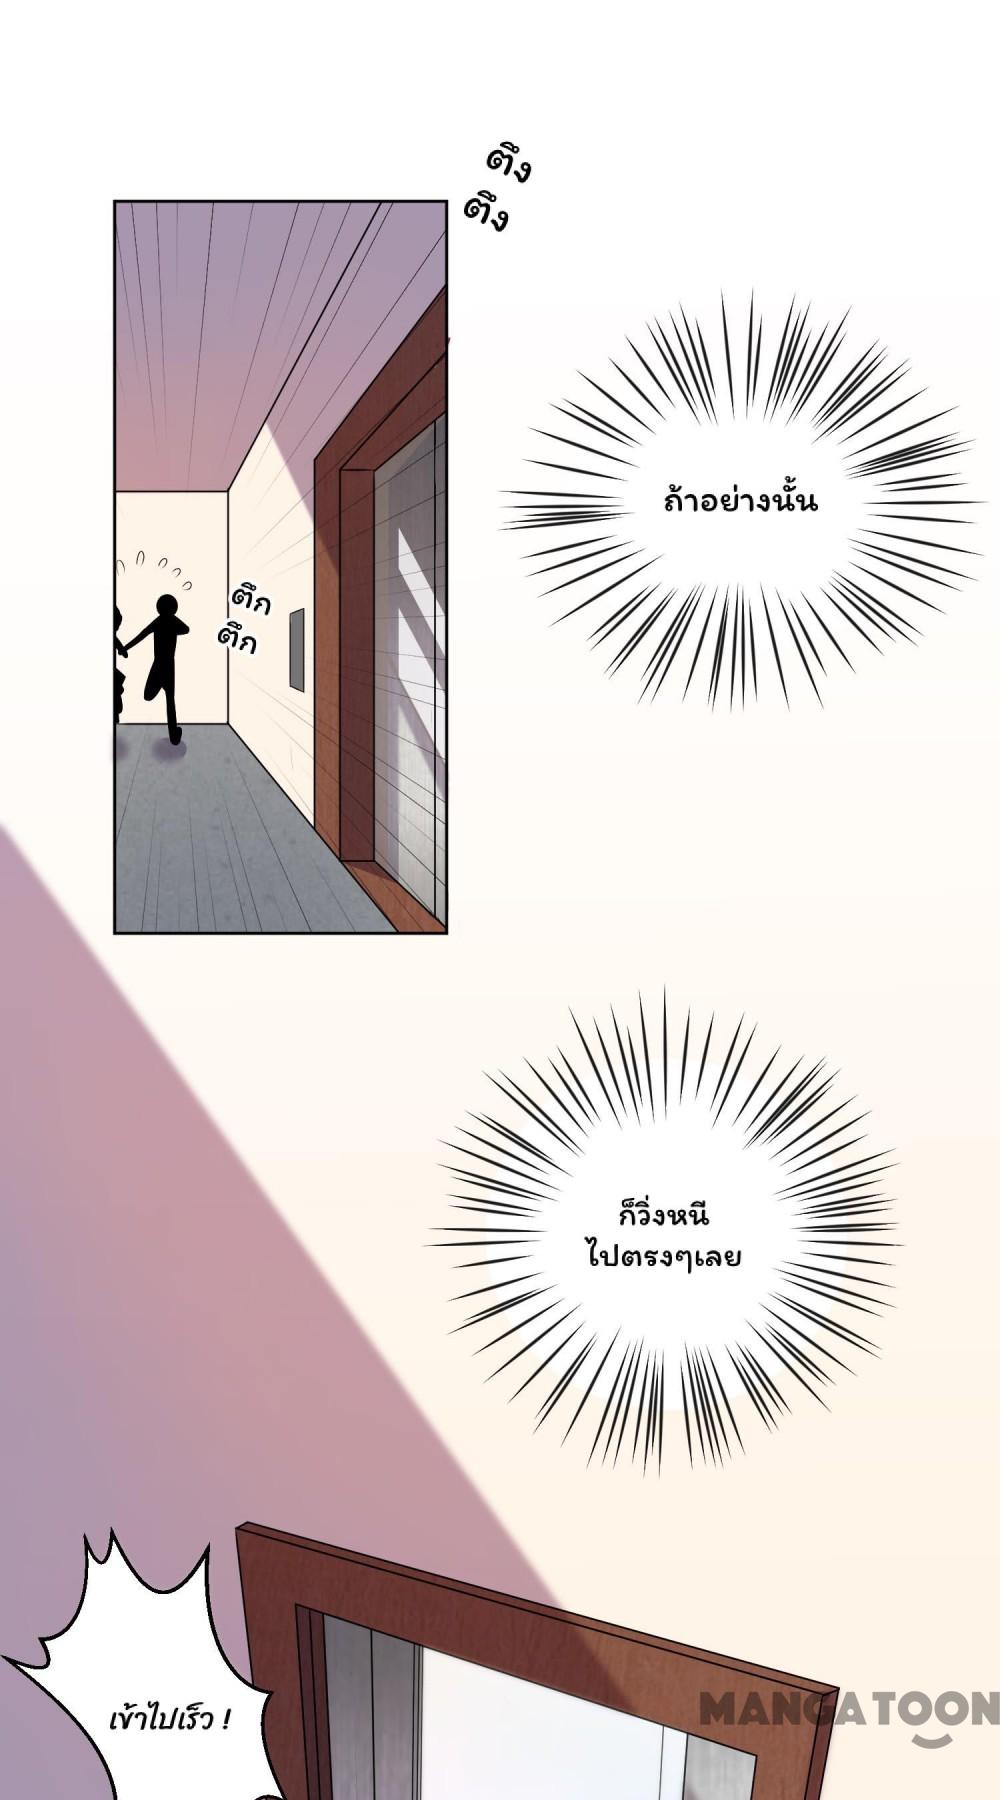 ตึง
ตึง
ถ้าอย่างนั้น
ตึก
ตึก
ก็วิ่งหนี
ไปตรงๆเลย
เข้าไปเร็ว !
MANGATOON